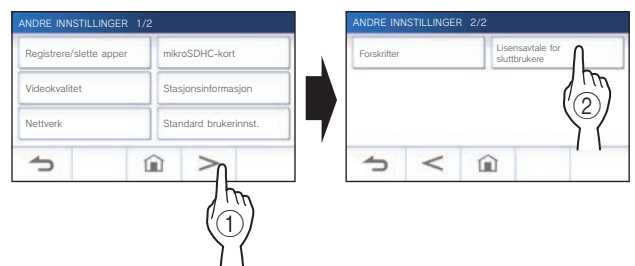 ANDRE INNSTILLINGER 1/2
Registrere/slette apper
mikroSDHC-kort
Videokvalitet
Stasjonsinformasjon
Nettverk
Standard brukerinnst.
①
ANDRE INNSTILLINGER 2/2
Forskrifter
Lisensavtale for
sluttbrukere
②